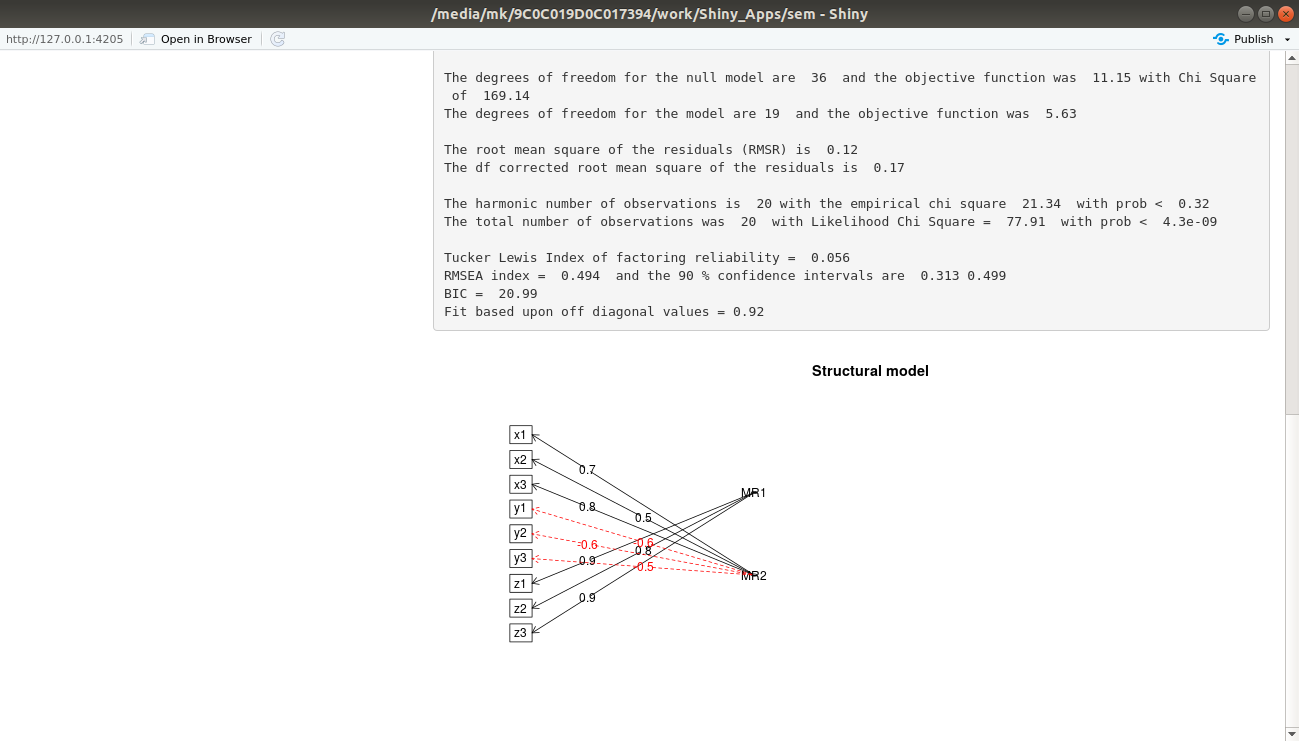 /media/mk/9C0C019D0C017394/work/Shiny_Apps/sem - Shiny
http://127.0.0.1:4205 Open in Browser Publish
The degrees of freedom for the null model are  36  and the objective function was  11.15 with Chi Square
 of  169.14
The degrees of freedom for the model are 19  and the objective function was  5.63
The root mean square of the residuals (RMSR) is  0.12
The df corrected root mean square of the residuals is  0.17
The harmonic number of observations is  20 with the empirical chi square  21.34  with prob <  0.32
The total number of observations was  20  with Likelihood Chi Square =  77.91  with prob <  4.3e-09
Tucker Lewis Index of factoring reliability =  0.056
RMSEA index =  0.494  and the 90 % confidence intervals are  0.313 0.499
BIC =  20.99
Fit based upon off diagonal values = 0.92
Structural model
x1
x2
0.7
x3
MR1
y1
0.8
0.5
y2
-0.6
-0.6
0.8
y3
0.9
-0.5
MR2
z1
z2
0.9
z3